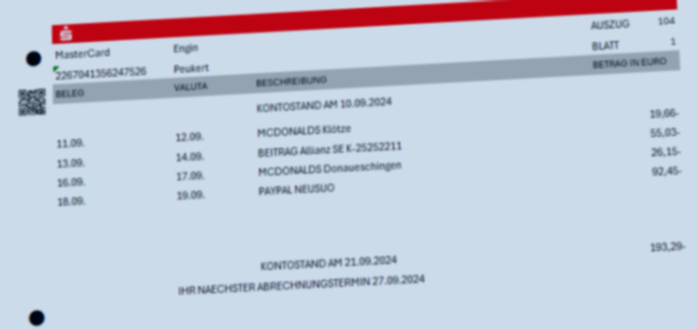 MasterCard Engin AUSZUG 104
2267041356247526 Peukert BLATT 1
BELEG VALUTA BESCHREIBUNG BETRAG IN EURO
KONTOSTAND AM 10.09.2024
11.09. 12.09. MCDONALDS Klötze 19,66-
13.09. 14.09. BEITRAG Allianz SE K-25252211 55,03-
16.09. 17.09. MCDONALDS Donaueschingen 26,15-
18.09. 19.09. PAYPAL NEUSUO 92,45-
KONTOSTAND AM 21.09.2024 193,29-
IHR NAECHSTER ABRECHNUNGSTERMIN 27.09.2024